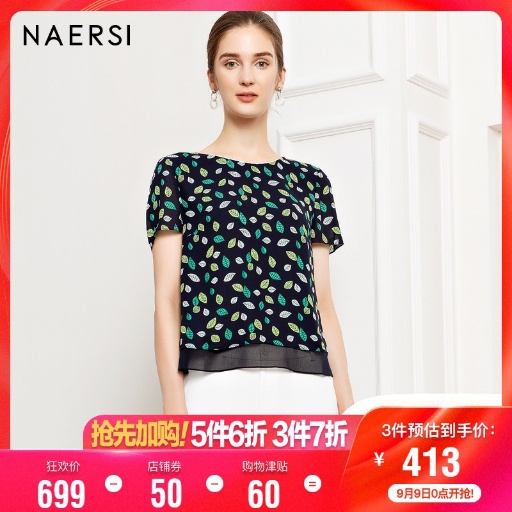 NAERSI
抢先加购! 5件6折 3件7折
3件预估到手价:
¥ 413
9月9日0点开抢!
狂欢价 店铺券 购物津贴
699 - 50 - 60 =